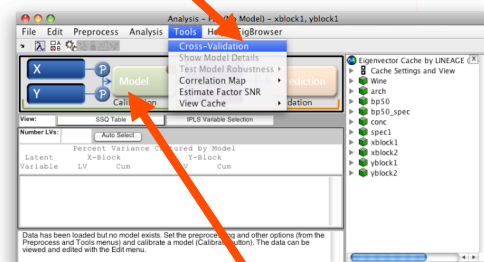 Analysis - PLS (No Model) - xblock1, yblock1
File Edit Preprocess Analysis Tools Help FigBrowser
Cross-Validation
Show Model Details
Test Model Robustness
Correlation Map
Estimate Factor SNR
View Cache
X P Model Prediction
Y P
Calibration Validation
View: SSQ Table IPLS Variable Selection
Number LVs: Auto Select
Percent Variance Captured by Model
Latent X-Block Y-Block
Variable LV Cum LV Cum
Data has been loaded but no model exists. Set the preprocessing and other options (from the
Preprocess and Tools menus) and calibrate a model (Calibrate button). The data can be
viewed and edited with the Edit menu.
Eigenvector Cache by LINEAGE (X
Cache Settings and View
Wine
arch
bp50
bp50_spec
conc
spec1
xblock1
xblock2
yblock1
yblock2